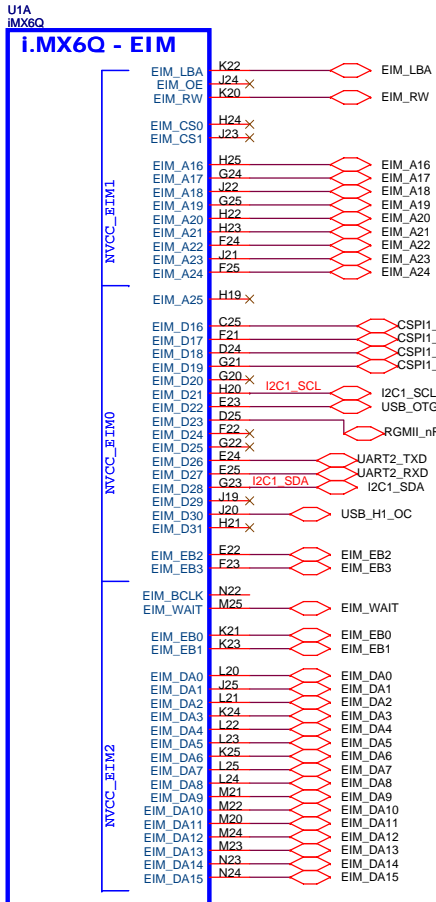 U1A
iMX6Q
i.MX6Q - EIM
NVCC_EIM1
EIM_LBA K22 EIM_LBA
EIM_OE J24
EIM_RW K20 EIM_RW
EIM_CS0 H24
EIM_CS1 J23
EIM_A16 H25 EIM_A16
EIM_A17 G24 EIM_A17
EIM_A18 J22 EIM_A18
EIM_A19 G25 EIM_A19
EIM_A20 H22 EIM_A20
EIM_A21 H23 EIM_A21
EIM_A22 F24 EIM_A22
EIM_A23 J21 EIM_A23
EIM_A24 F25 EIM_A24
NVCC_EIM0
EIM_A25 H19
EIM_D16 C25 CSPI1_
EIM_D17 F21 CSPI1_
EIM_D18 D24 CSPI1_
EIM_D19 G21 CSPI1_
EIM_D20 G20
EIM_D21 H20 I2C1_SCL I2C1_SCL
EIM_D22 E23 USB_OTG
EIM_D23 D25 RGMII_nR
EIM_D24 F22
EIM_D25 G22
EIM_D26 E24 UART2_TXD
EIM_D27 E25 UART2_RXD
EIM_D28 G23 I2C1_SDA I2C1_SDA
EIM_D29 J19
EIM_D30 J20 USB_H1_OC
EIM_D31 H21
EIM_EB2 E22 EIM_EB2
EIM_EB3 F23 EIM_EB3
NVCC_EIM2
EIM_BCLK N22
EIM_WAIT M25 EIM_WAIT
EIM_EB0 K21 EIM_EB0
EIM_EB1 K23 EIM_EB1
EIM_DA0 L20 EIM_DA0
EIM_DA1 J25 EIM_DA1
EIM_DA2 L21 EIM_DA2
EIM_DA3 K24 EIM_DA3
EIM_DA4 L22 EIM_DA4
EIM_DA5 L23 EIM_DA5
EIM_DA6 K25 EIM_DA6
EIM_DA7 L25 EIM_DA7
EIM_DA8 L24 EIM_DA8
EIM_DA9 M21 EIM_DA9
EIM_DA10 M22 EIM_DA10
EIM_DA11 M20 EIM_DA11
EIM_DA12 M24 EIM_DA12
EIM_DA13 M23 EIM_DA13
EIM_DA14 N23 EIM_DA14
EIM_DA15 N24 EIM_DA15